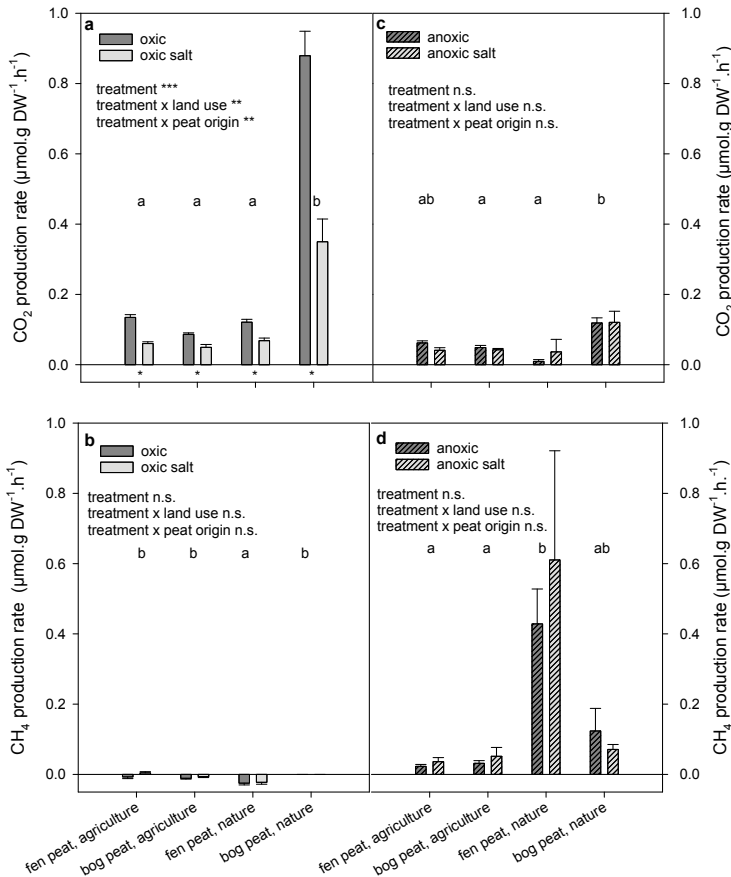 a
oxic
oxic salt
treatment ***
treatment x land use **
treatment x peat origin **
a a a b
* * * *
CO₂ production rate (µmol.g DW⁻¹.h⁻¹)
1.0
0.8
0.6
0.4
0.2
0.0
c
anoxic
anoxic salt
treatment n.s.
treatment x land use n.s.
treatment x peat origin n.s.
ab a a b
1.0
0.8
0.6
0.4
0.2
0.0
CO₂ production rate (µmol.g DW⁻¹.h⁻¹)
b
oxic
oxic salt
treatment n.s.
treatment x land use n.s.
treatment x peat origin n.s.
b b a b
CH₄ production rate (µmol.g DW⁻¹.h⁻¹)
1.0
0.8
0.6
0.4
0.2
0.0
fen peat, agriculture
bog peat, agriculture
fen peat, nature
bog peat, nature
d
anoxic
anoxic salt
treatment n.s.
treatment x land use n.s.
treatment x peat origin n.s.
a a b ab
1.0
0.8
0.6
0.4
0.2
0.0
CH₄ production rate (µmol.g DW⁻¹.h.⁻¹)
fen peat, agriculture
bog peat, agriculture
fen peat, nature
bog peat, nature